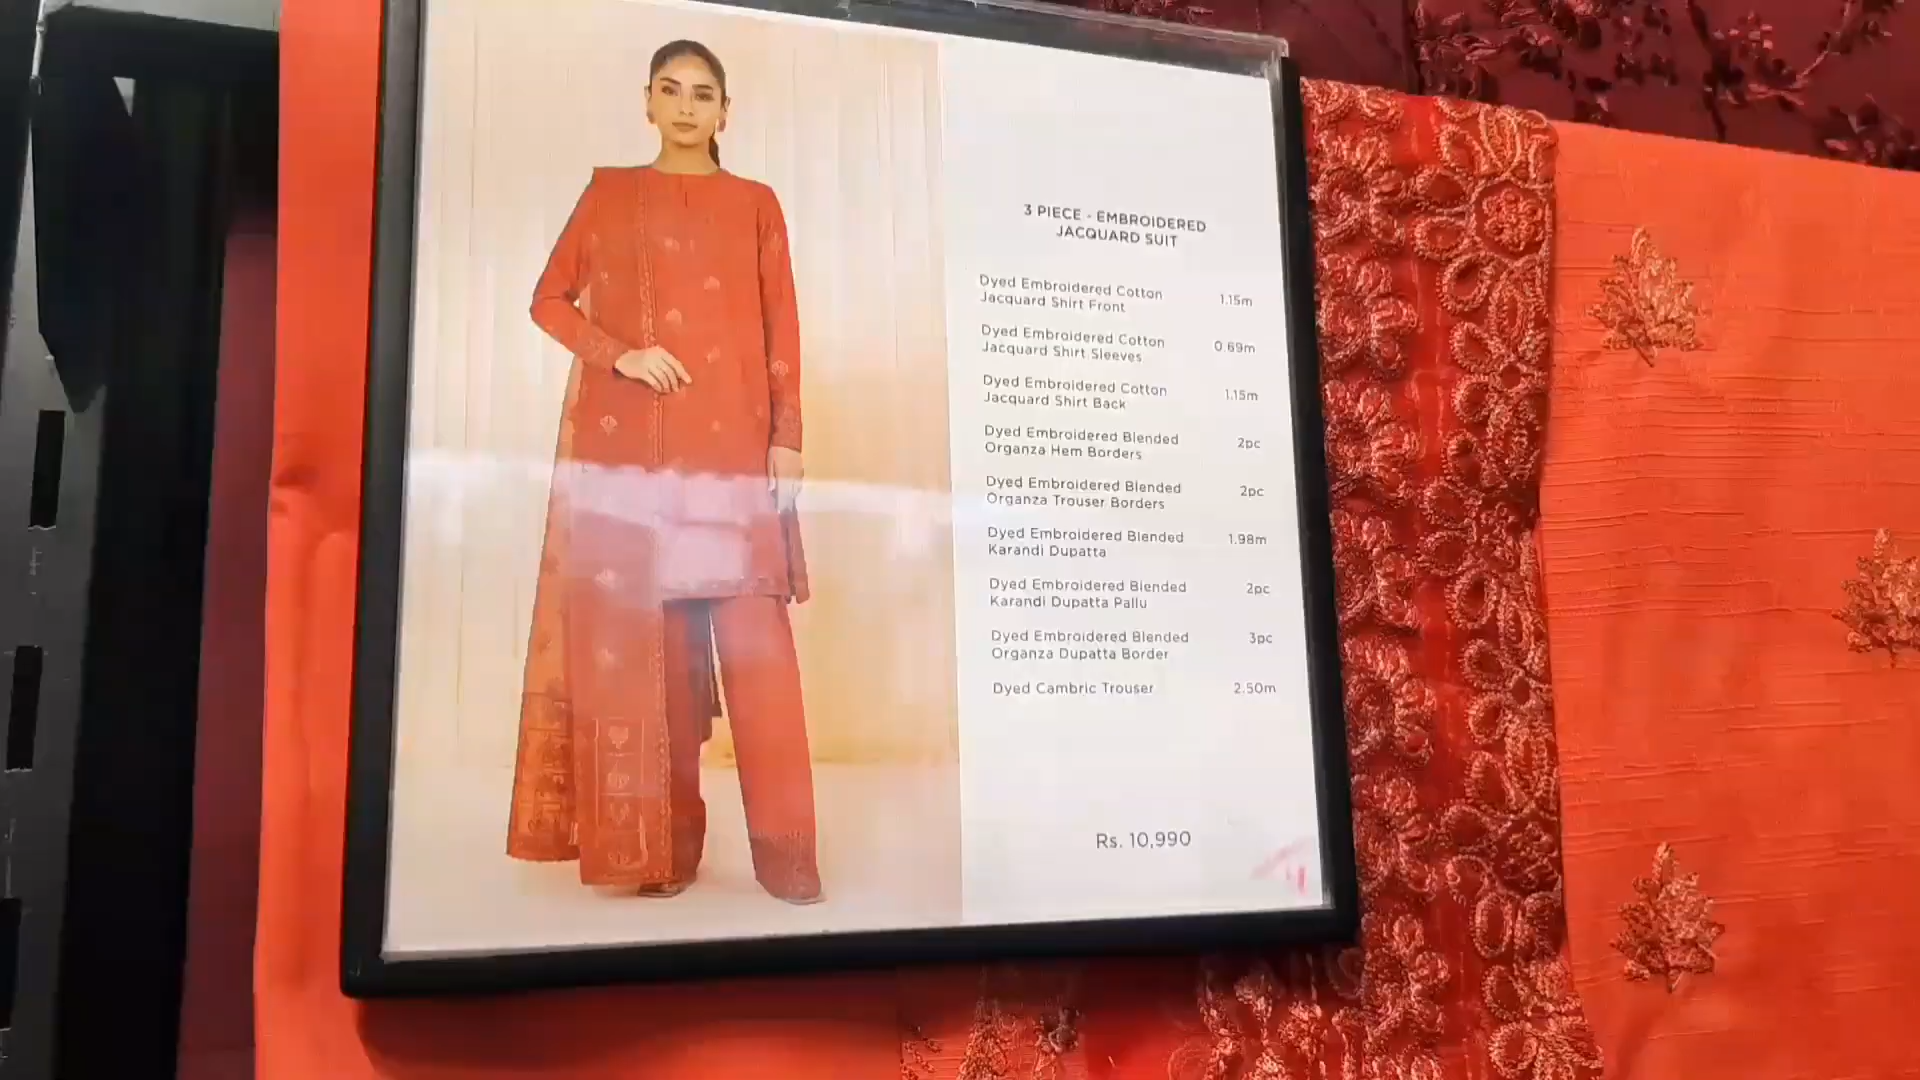 3 PIECE - EMBROIDERED
JACQUARD SUIT
Dyed Embroidered Cotton
Jacquard Shirt Front 1.15m
Dyed Embroidered Cotton
Jacquard Shirt Sleeves 0.69m
Dyed Embroidered Cotton
Jacquard Shirt Back 1.15m
Dyed Embroidered Blended
Organza Hem Borders 2pc
Dyed Embroidered Blended
Organza Trouser Borders 2pc
Dyed Embroidered Blended
Karandi Dupatta 1.98m
Dyed Embroidered Blended
Karandi Dupatta Pallu 2pc
Dyed Embroidered Blended
Organza Dupatta Border 3pc
Dyed Cambric Trouser 2.50m
Rs. 10,990